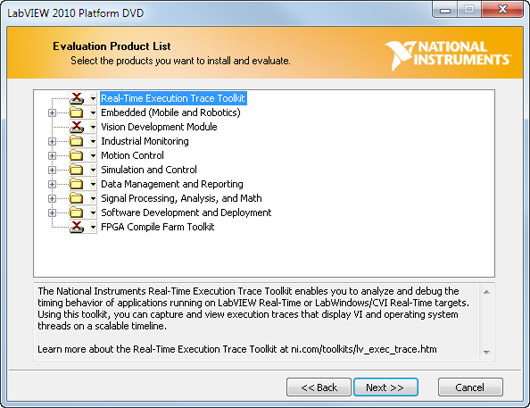 LabVIEW 2010 Platform DVD
Evaluation Product List
Select the products you want to install and evaluate.
NATIONAL
INSTRUMENTS
Real-Time Execution Trace Toolkit
Embedded (Mobile and Robotics)
Vision Development Module
Industrial Monitoring
Motion Control
Simulation and Control
Data Management and Reporting
Signal Processing, Analysis, and Math
Software Development and Deployment
FPGA Compile Farm Toolkit
The National Instruments Real-Time Execution Trace Toolkit enables you to analyze and debug the
timing behavior of applications running on LabVIEW Real-Time or LabWindows/CVI Real-Time targets.
Using this toolkit, you can capture and view execution traces that display VI and operating system
threads on a scalable timeline.
Learn more about the Real-Time Execution Trace Toolkit at ni.com/toolkits/lv_exec_trace.htm
<< Back
Next >>
Cancel